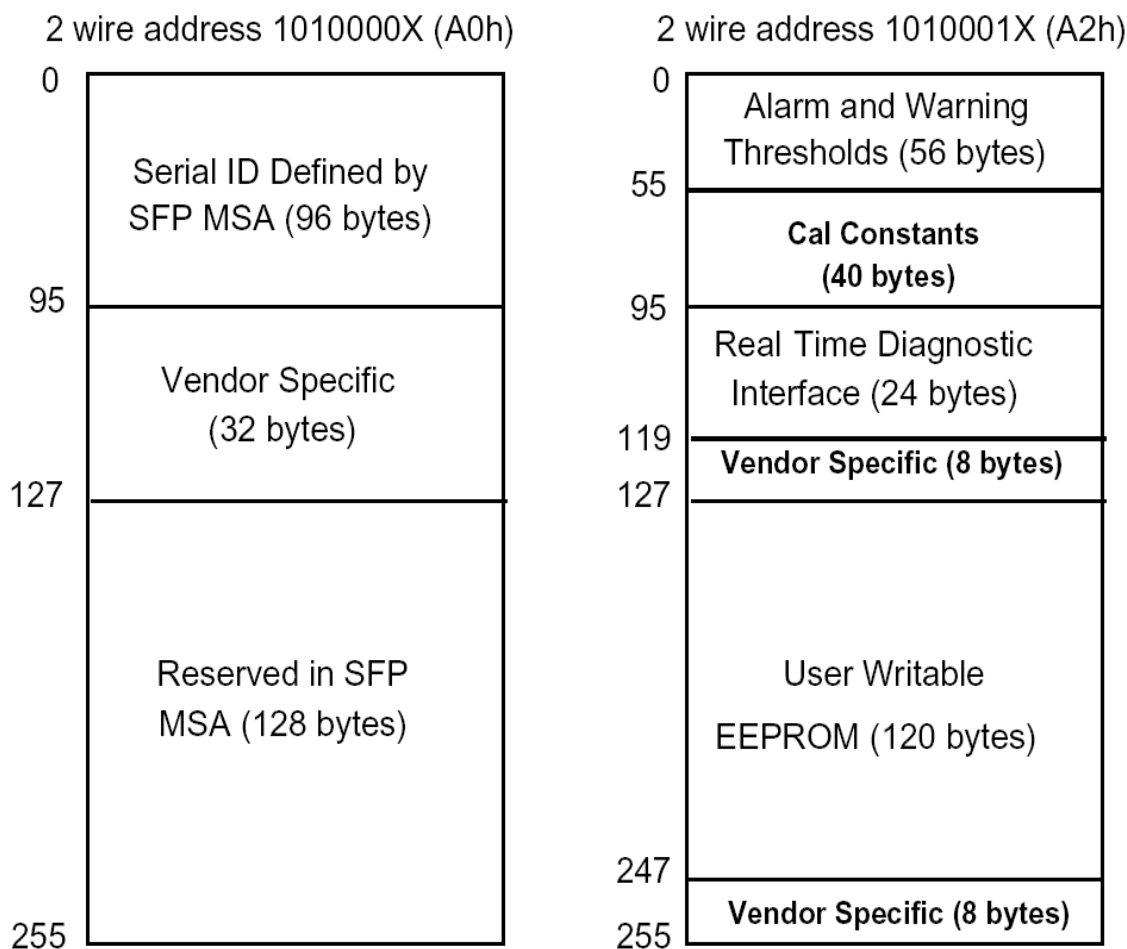 2 wire address 1010000X (A0h)
0
Serial ID Defined by
SFP MSA (96 bytes)
95
Vendor Specific
(32 bytes)
127
Reserved in SFP
MSA (128 bytes)
255
2 wire address 1010001X (A2h)
0
Alarm and Warning
Thresholds (56 bytes)
55
Cal Constants
(40 bytes)
95
Real Time Diagnostic
Interface (24 bytes)
119
Vendor Specific (8 bytes)
127
User Writable
EEPROM (120 bytes)
247
Vendor Specific (8 bytes)
255